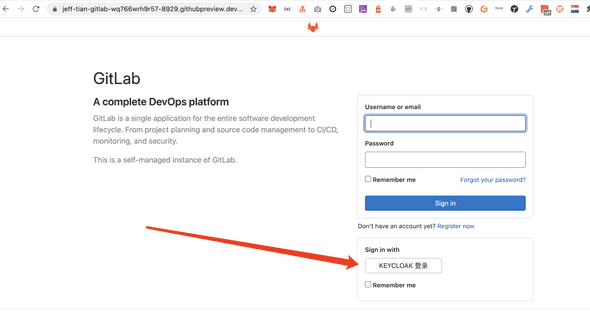 jeff-tian-gitlab-wq766wrh9r57-8929.githubpreview.dev...
GitLab
A complete DevOps platform
GitLab is a single application for the entire software development
lifecycle. From project planning and source code management to CI/CD,
monitoring, and security.
This is a self-managed instance of GitLab.
Username or email
Password
Remember me
Forgot your password?
Sign in
Don't have an account yet? Register now
Sign in with
KEYCLOAK 登录
Remember me